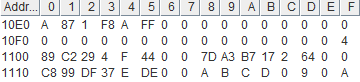 Addr... 0 1 2 3 4 5 6 7 8 9 A B C D E F
10E0 A 87 1 F8 A FF 0 0 0 0 0 0 0 0 0 0
10F0 0 0 0 0 0 0 0 0 0 0 0 0 0 0 0 4
1100 89 C2 29 4 F 44 0 0 7D A3 B7 17 2 64 0 0
1110 C8 99 DF 37 E DE 0 0 A B C D 0 9 0 A